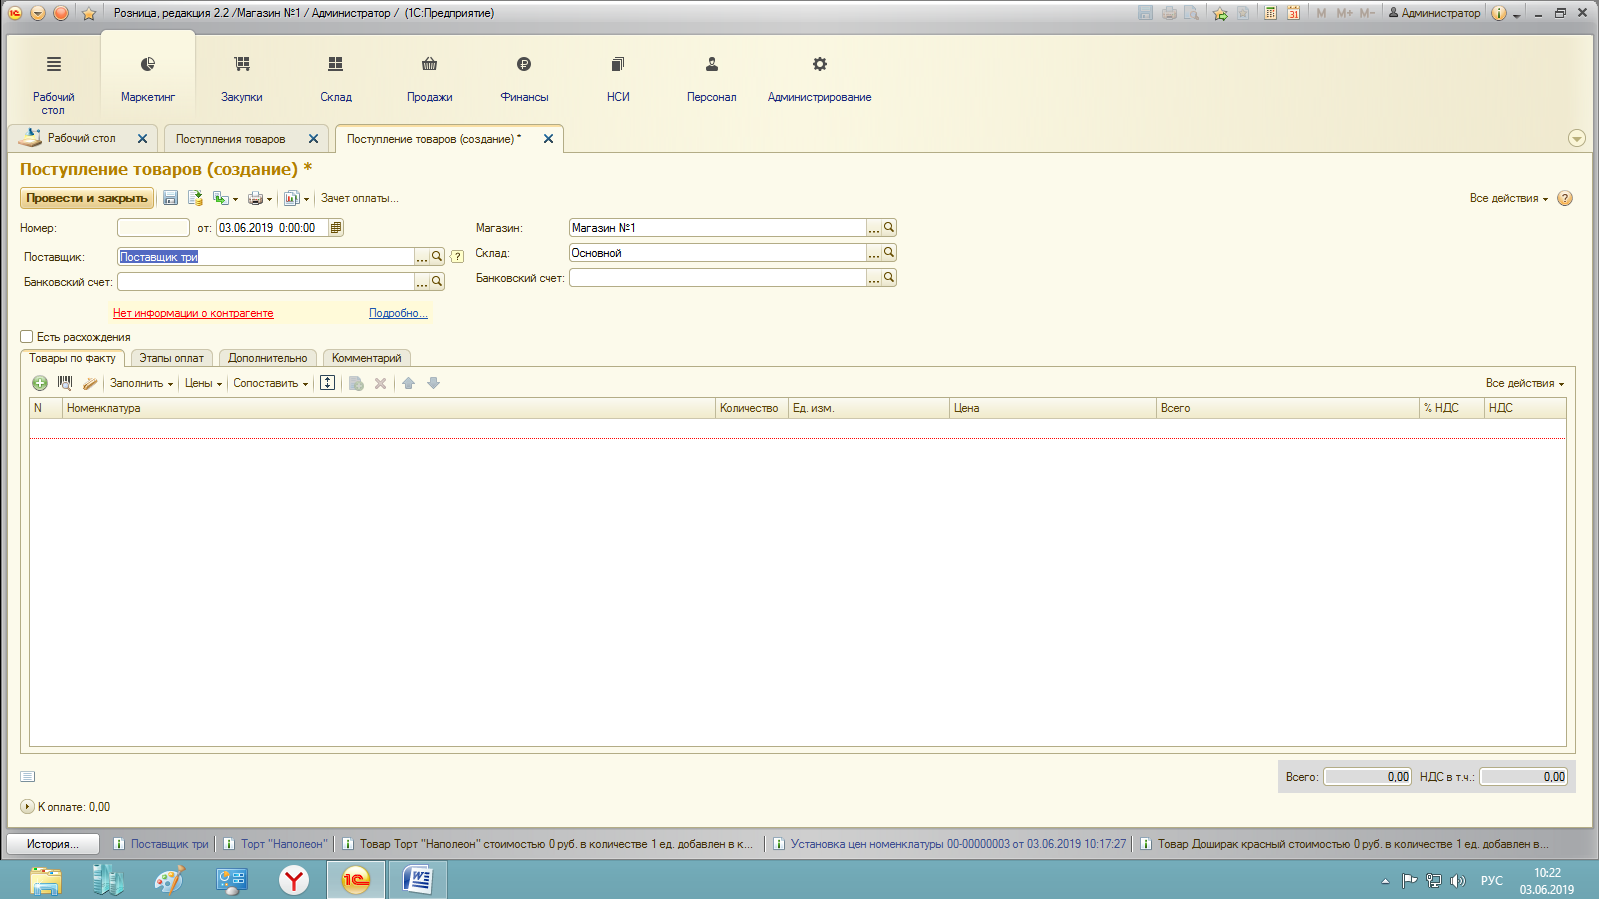 Розница, редакция 2.2 /Магазин №1 / Администратор / (1С:Предприятие)
31 M M+ M- Администратор
Рабочий стол
Маркетинг
Закупки
Склад
Продажи
Финансы
НСИ
Персонал
Администрирование
Рабочий стол
Поступления товаров
Поступление товаров (создание) *
Поступление товаров (создание) *
Провести и закрыть
Зачет оплаты...
Все действия
Номер:
от: 03.06.2019 0:00:00
Магазин: Магазин №1
Поставщик: Поставщик три
Склад: Основной
Банковский счет:
Банковский счет:
Нет информации о контрагенте
Подробно...
Есть расхождения
Товары по факту
Этапы оплат
Дополнительно
Комментарий
Заполнить
Цены
Сопоставить
Все действия
N Номенклатура Количество Ед. изм. Цена Всего % НДС НДС
Всего: 0,00 НДС в т.ч.: 0,00
К оплате: 0,00
История...
Поставщик три
Торт "Наполеон"
Товар Торт "Наполеон" стоимостью 0 руб. в количестве 1 ед. добавлен в к...
Установка цен номенклатуры 00-00000003 от 03.06.2019 10:17:27
Товар Доширак красный стоимостью 0 руб. в количестве 1 ед. добавлен в...
РУС
10:22
03.06.2019